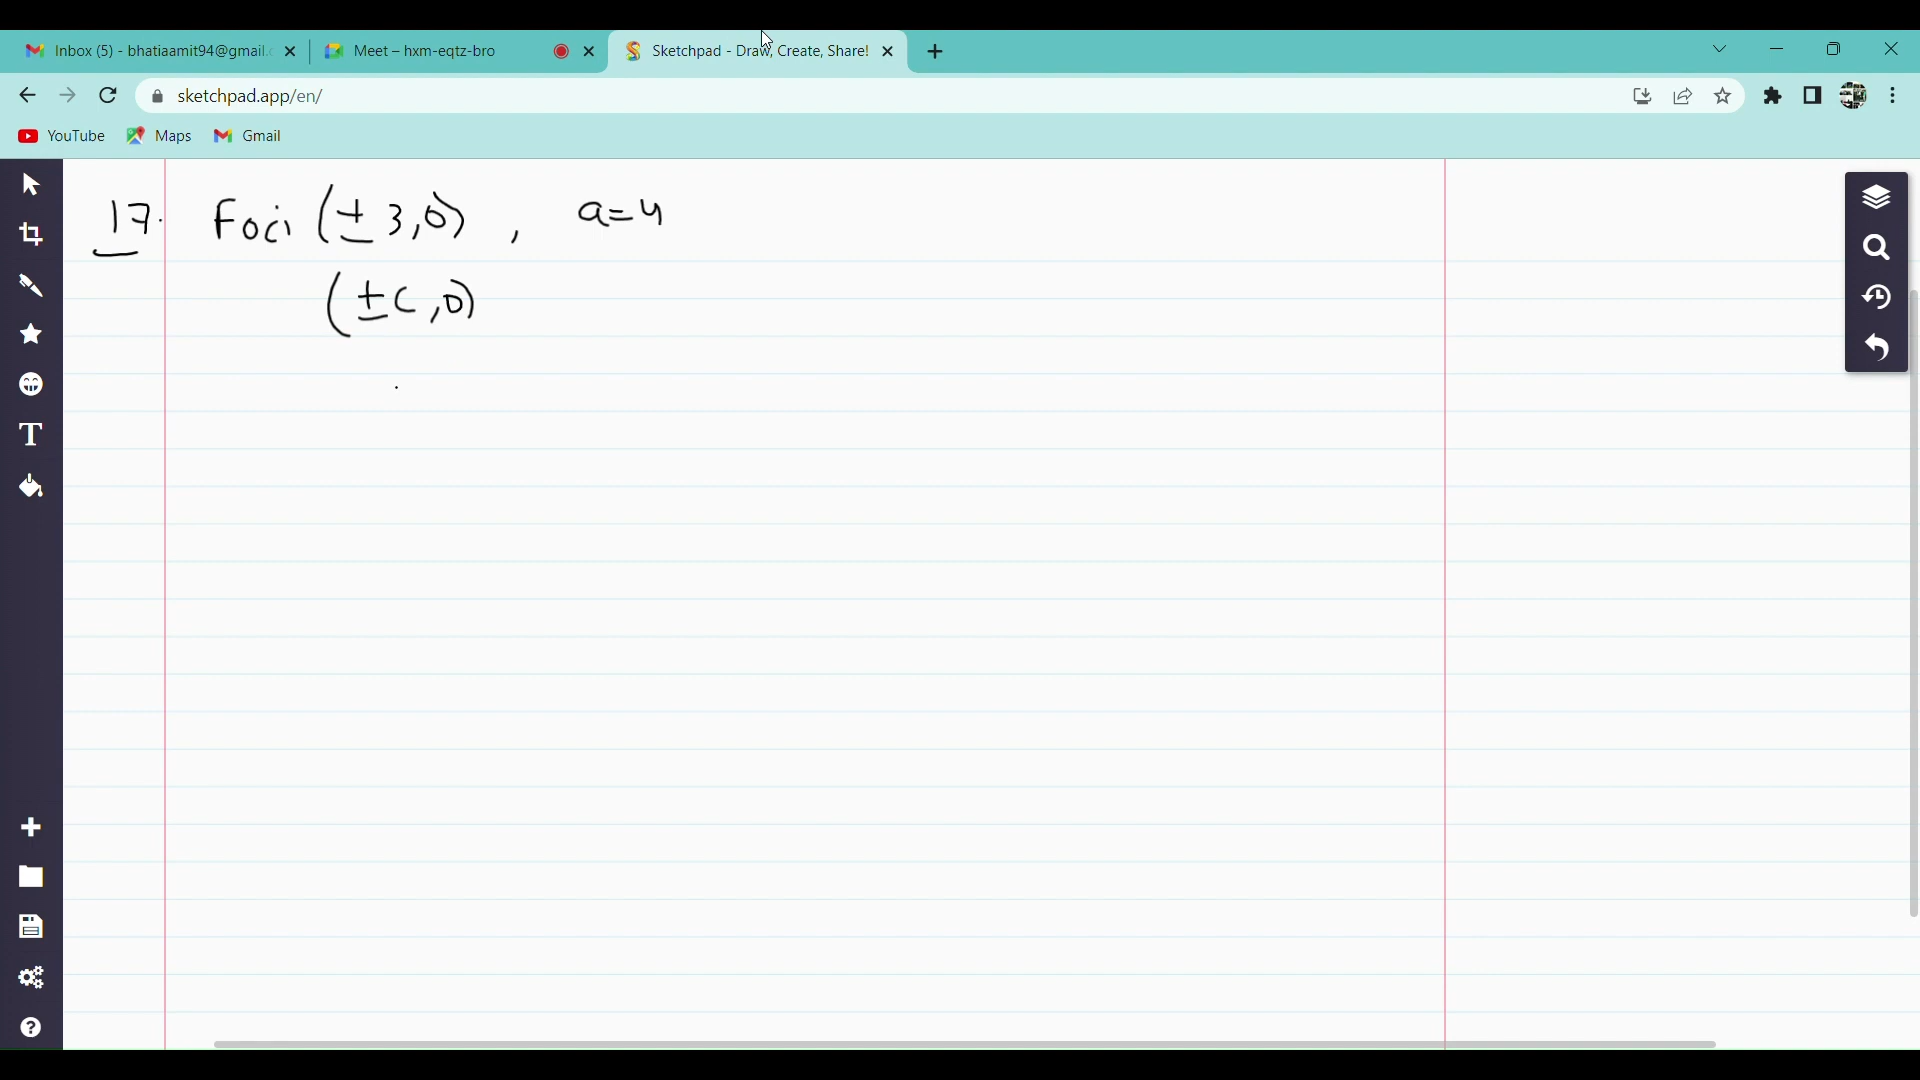 Inbox (5) - bhatiaamit94@gmail.c
Meet – hxm-eqtz-bro
Sketchpad - Draw, Create, Share!
sketchpad.app/en/
YouTube
Maps
Gmail
17. Foci (± 3,0) , a=4
(±c,0)
T